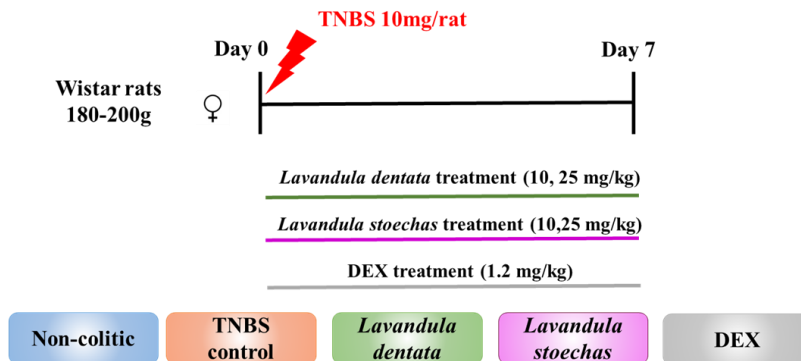 TNBS 10mg/rat
Day 0
Day 7
Wistar rats
180-200g
♀
Lavandula dentata treatment (10, 25 mg/kg)
Lavandula stoechas treatment (10,25 mg/kg)
DEX treatment (1.2 mg/kg)
Non-colitic
TNBS
control
Lavandula
dentata
Lavandula
stoechas
DEX